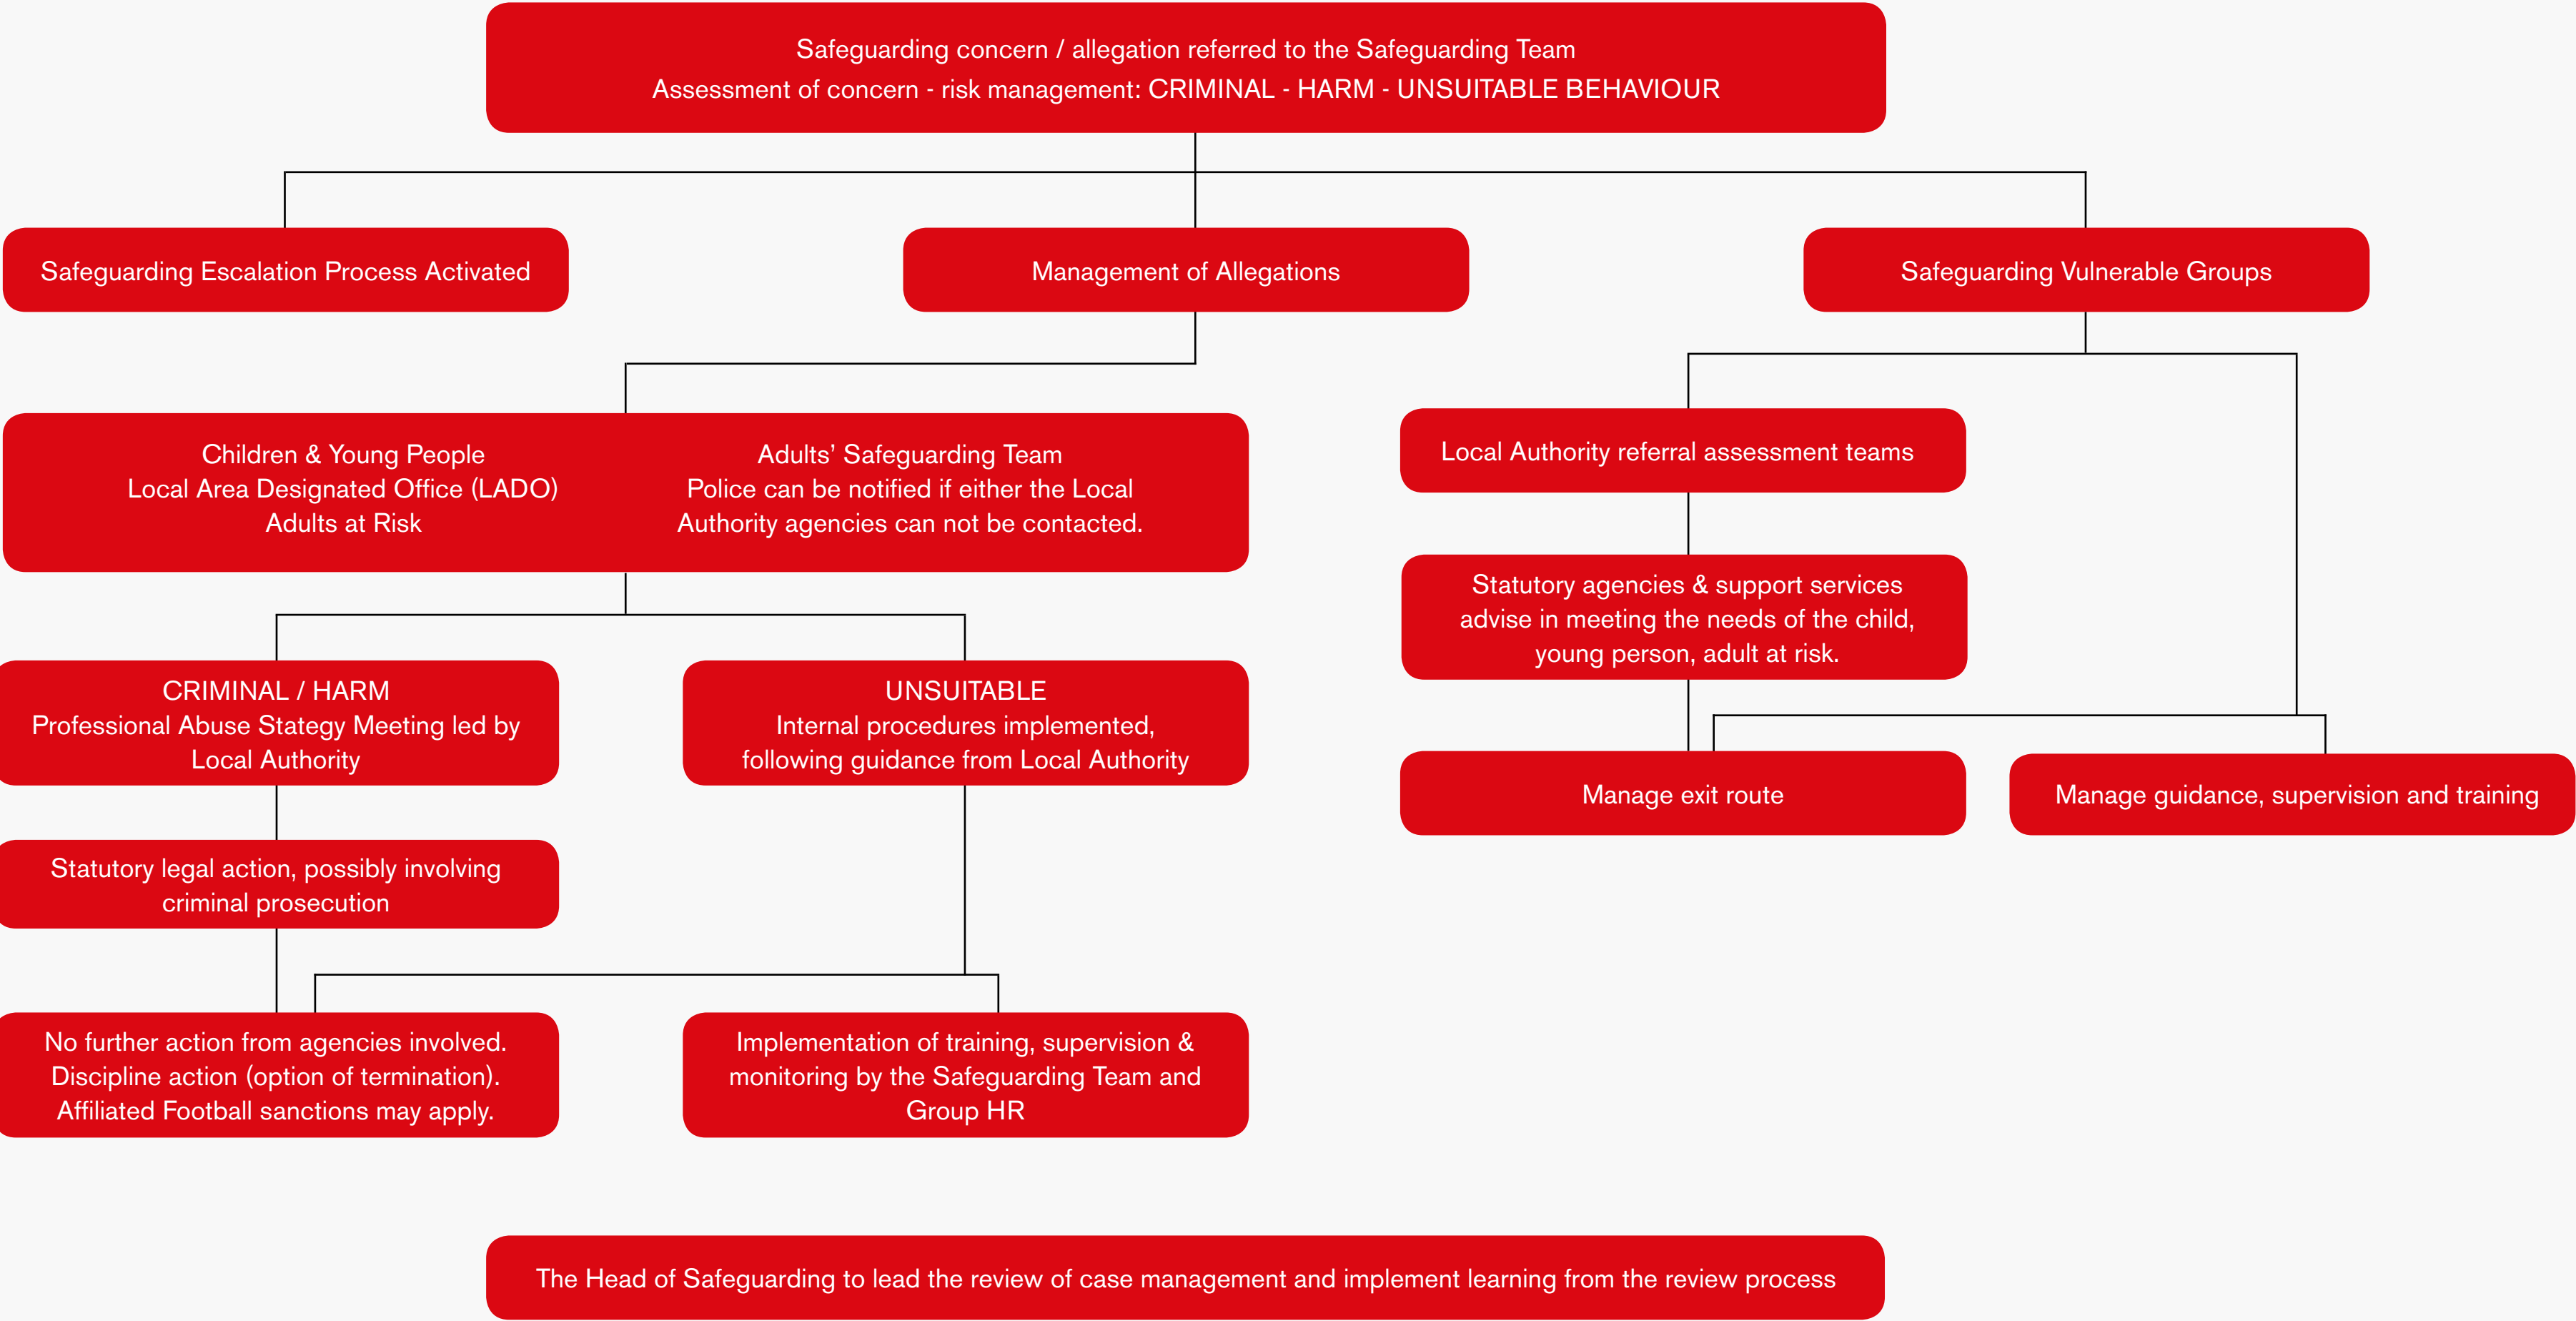 Safeguarding concern / allegation referred to the Safeguarding Team
Assessment of concern - risk management: CRIMINAL - HARM - UNSUITABLE BEHAVIOUR
Safeguarding Escalation Process Activated
Management of Allegations
Safeguarding Vulnerable Groups
Children & Young People
Local Area Designated Office (LADO)
Adults at Risk
Adults’ Safeguarding Team
Police can be notified if either the Local
Authority agencies can not be contacted.
Local Authority referral assessment teams
Statutory agencies & support services
advise in meeting the needs of the child,
young person, adult at risk.
CRIMINAL / HARM
Professional Abuse Stategy Meeting led by
Local Authority
UNSUITABLE
Internal procedures implemented,
following guidance from Local Authority
Manage exit route
Manage guidance, supervision and training
Statutory legal action, possibly involving
criminal prosecution
No further action from agencies involved.
Discipline action (option of termination).
Affiliated Football sanctions may apply.
Implementation of training, supervision &
monitoring by the Safeguarding Team and
Group HR
The Head of Safeguarding to lead the review of case management and implement learning from the review process